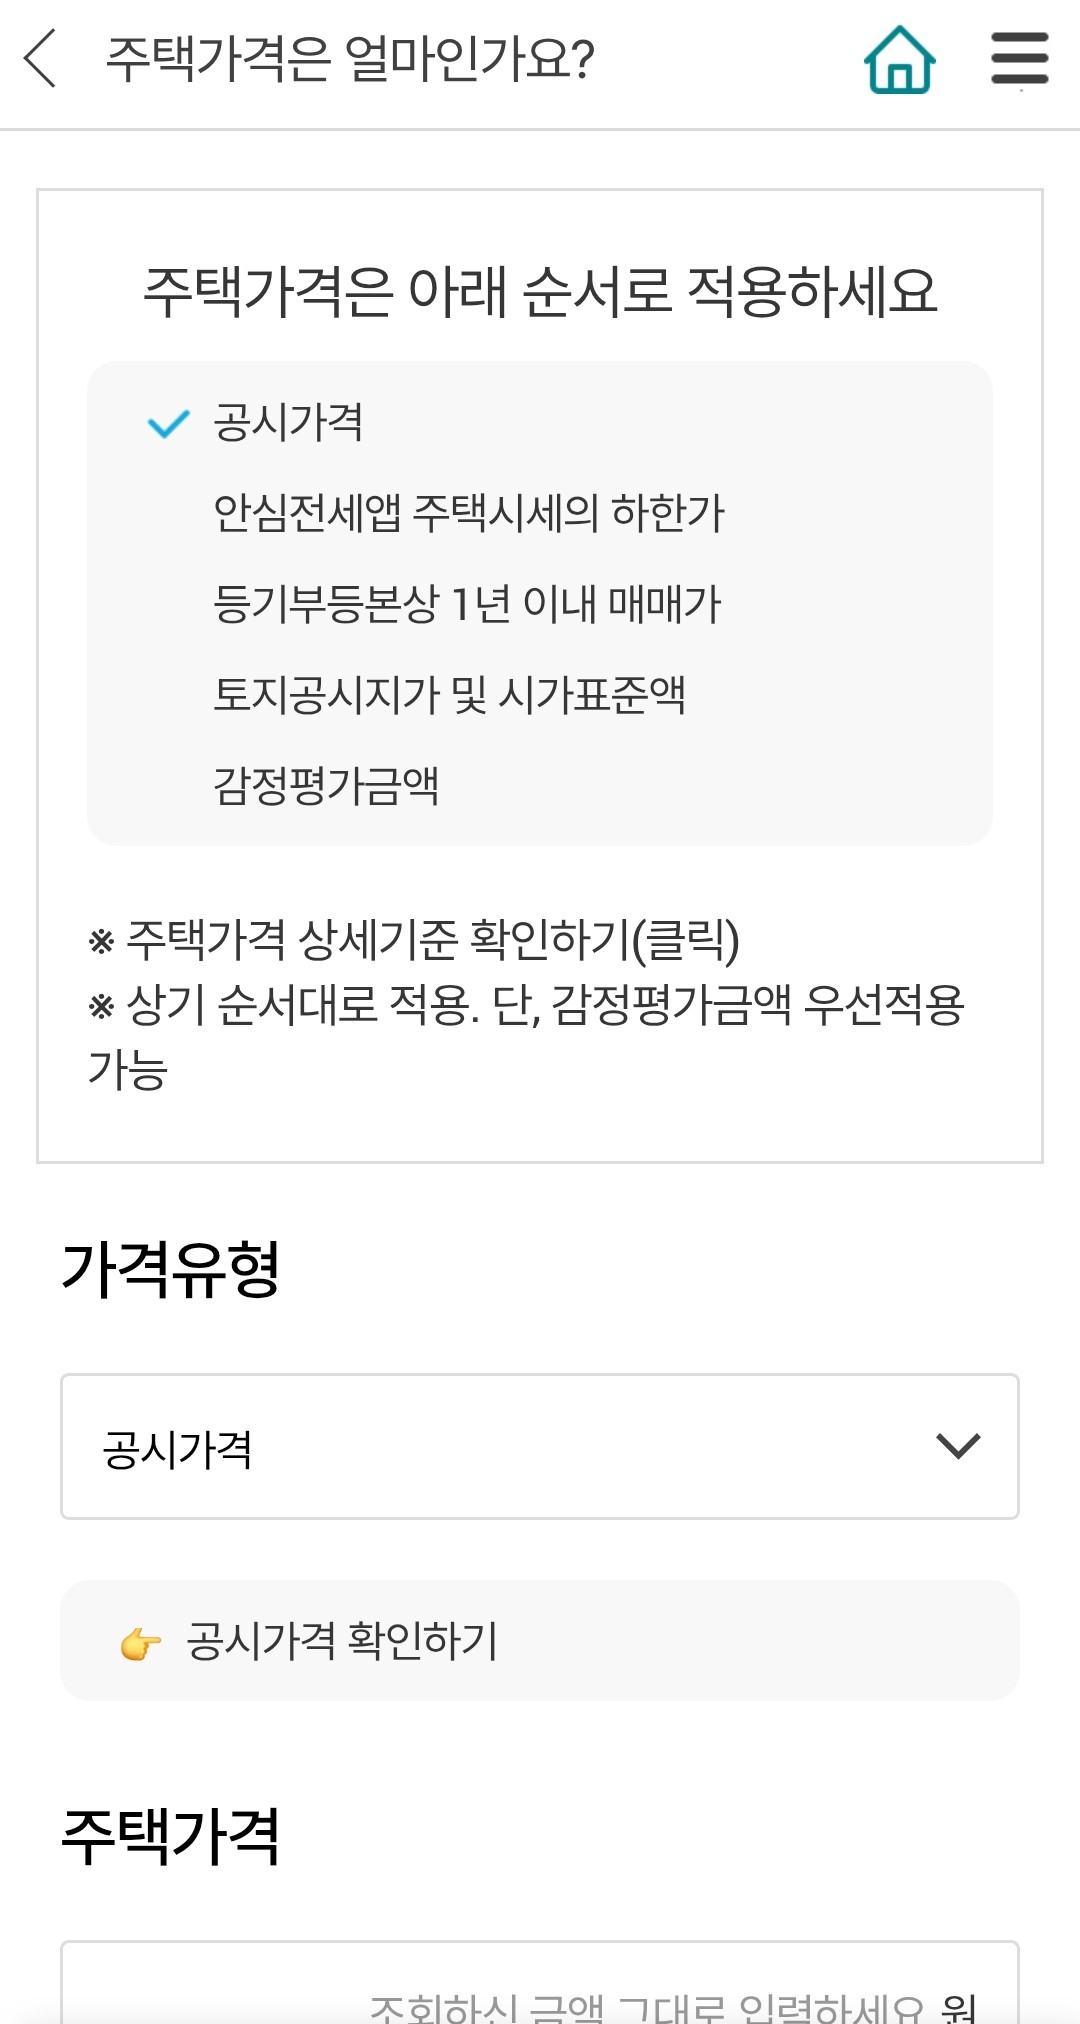 주택가격은 얼마인가요?
주택가격은 아래 순서로 적용하세요
공시가격
안심전세앱 주택시세의 하한가
등기부등본상 1년 이내 매매가
토지공시지가 및 시가표준액
감정평가금액
※ 주택가격 상세기준 확인하기(클릭)
※ 상기 순서대로 적용. 단, 감정평가금액 우선적용
가능
가격유형
공시가격
👉 공시가격 확인하기
주택가격
조회하신 금액 그대로 입력하세요 원